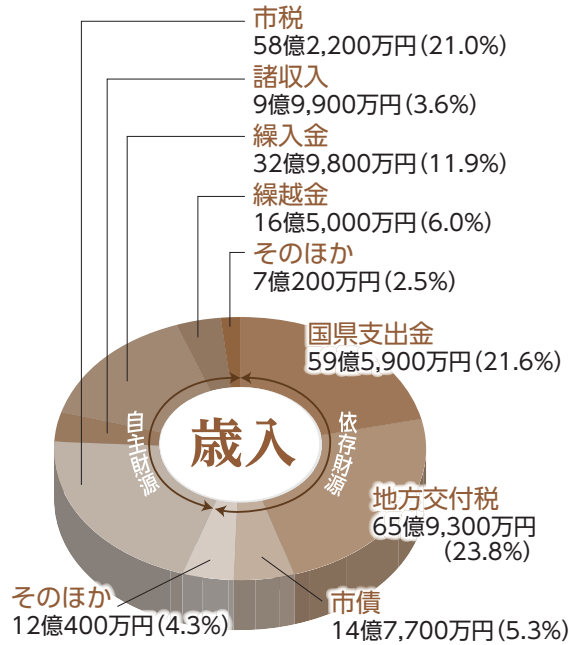 市税
58億2,200万円(21.0%)
諸収入
9億9,900万円(3.6%)
繰入金
32億9,800万円(11.9%)
繰越金
16億5,000万円(6.0%)
そのほか
7億200万円(2.5%)
国県支出金
59億5,900万円(21.6%)
自主財源
歳入
依存財源
地方交付税
65億9,300万円
(23.8%)
そのほか
12億400万円(4.3%)
市債
14億7,700万円(5.3%)